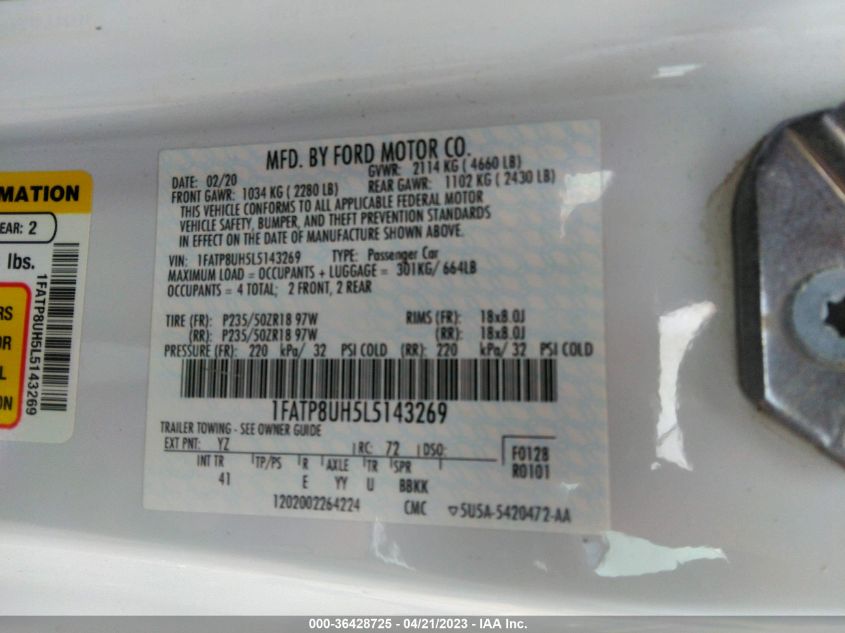 MATION
EAR: 2
lbs.
1FATP8UH5L5143269
RS
OR
L
ON
MFD. BY FORD MOTOR CO.
DATE: 02/20 GVWR: 2114 KG ( 4660 LB)
FRONT GAWR: 1034 KG ( 2280 LB) REAR GAWR: 1102 KG ( 2430 LB)
THIS VEHICLE CONFORMS TO ALL APPLICABLE FEDERAL MOTOR
VEHICLE SAFETY, BUMPER, AND THEFT PREVENTION STANDARDS
IN EFFECT ON THE DATE OF MANUFACTURE SHOWN ABOVE.
VIN: 1FATP8UH5L5143269 TYPE: Passenger Car
MAXIMUM LOAD = OCCUPANTS + LUGGAGE = 301KG/ 664LB
OCCUPANTS = 4 TOTAL; 2 FRONT, 2 REAR
TIRE (FR): P235/50ZR18 97W RIMS (FR): 18x8.0J
(RR): P235/50ZR18 97W (RR): 18x8.0J
PRESSURE (FR): 220 kPa/ 32 PSI COLD (RR): 220 kPa/ 32 PSI COLD
1FATP8UH5L5143269
TRAILER TOWING - SEE OWNER GUIDE
EXT PNT: YZ RC: 72 DSO: F0128
INT TR TP/PS R AXLE TR SPR R0101
41 E YY U BBKK
1202002264224 CMC 5U5A-5420472-AA
000-36428725 - 04/21/2023 - IAA Inc.